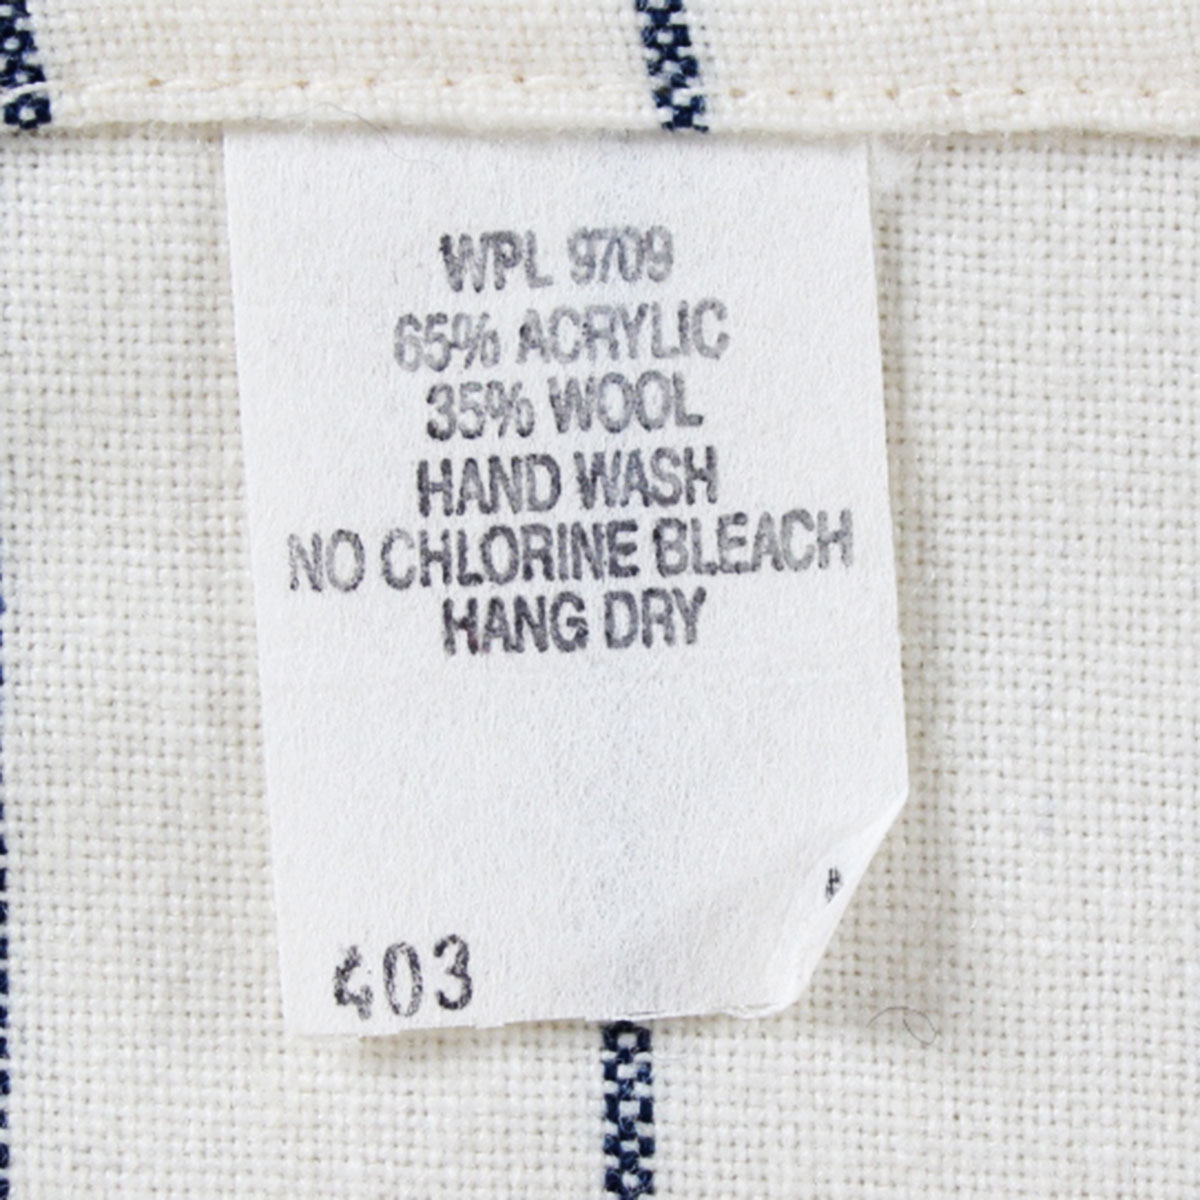 WPL 9709
65% ACRYLIC
35% WOOL
HAND WASH
NO CHLORINE BLEACH
HANG DRY
403